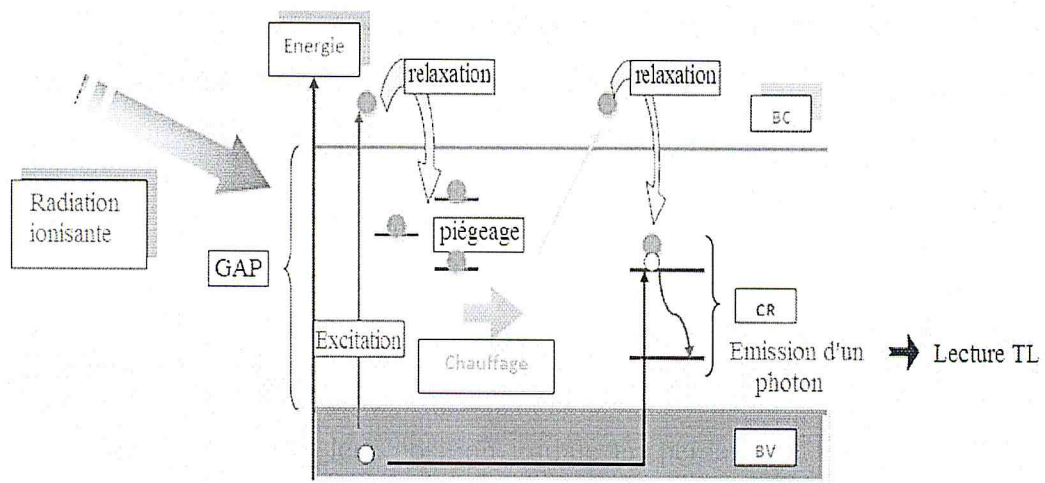 Energie
relaxation
relaxation
BC
Radiation
ionisante
piégeage
GAP
CR
Excitation
Chauffage
Emission d'un
photon
Lecture TL
BV